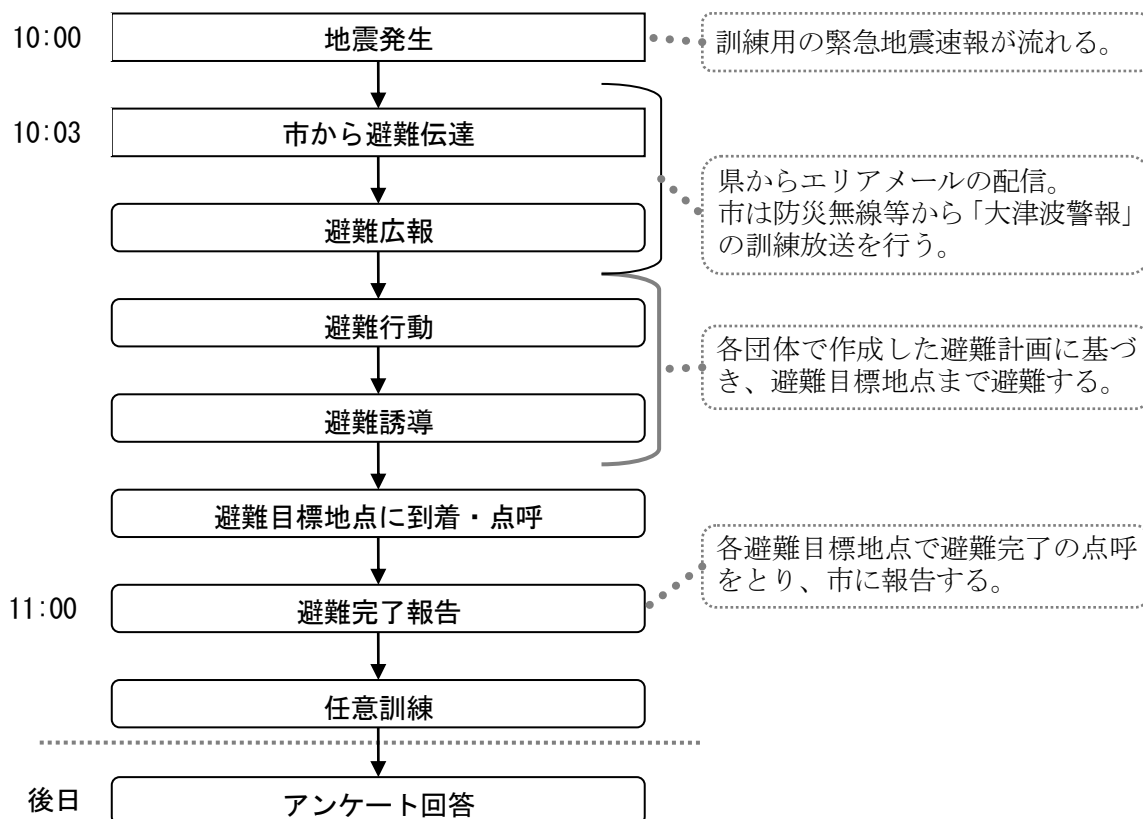 10:00
地震発生
訓練用の緊急地震速報が流れる。
10:03
市から避難伝達
避難広報
県からエリアメールの配信。
市は防災無線等から「大津波警報」
の訓練放送を行う。
避難行動
避難誘導
各団体で作成した避難計画に基づ
き、避難目標地点まで避難する。
避難目標地点に到着・点呼
11:00
避難完了報告
各避難目標地点で避難完了の点呼
をとり、市に報告する。
任意訓練
後日
アンケート回答